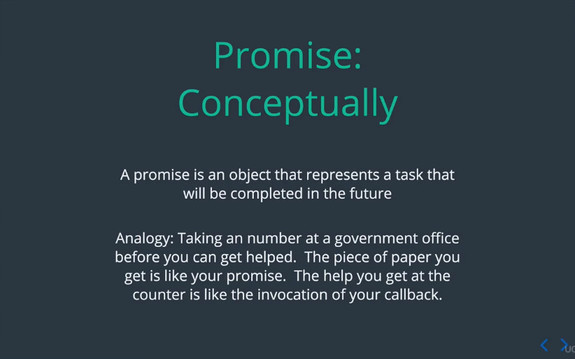 Promise:
Conceptually
A promise is an object that represents a task that
will be completed in the future
Analogy: Taking an number at a government office
before you can get helped. The piece of paper you
get is like your promise. The help you get at the
counter is like the invocation of your callback.